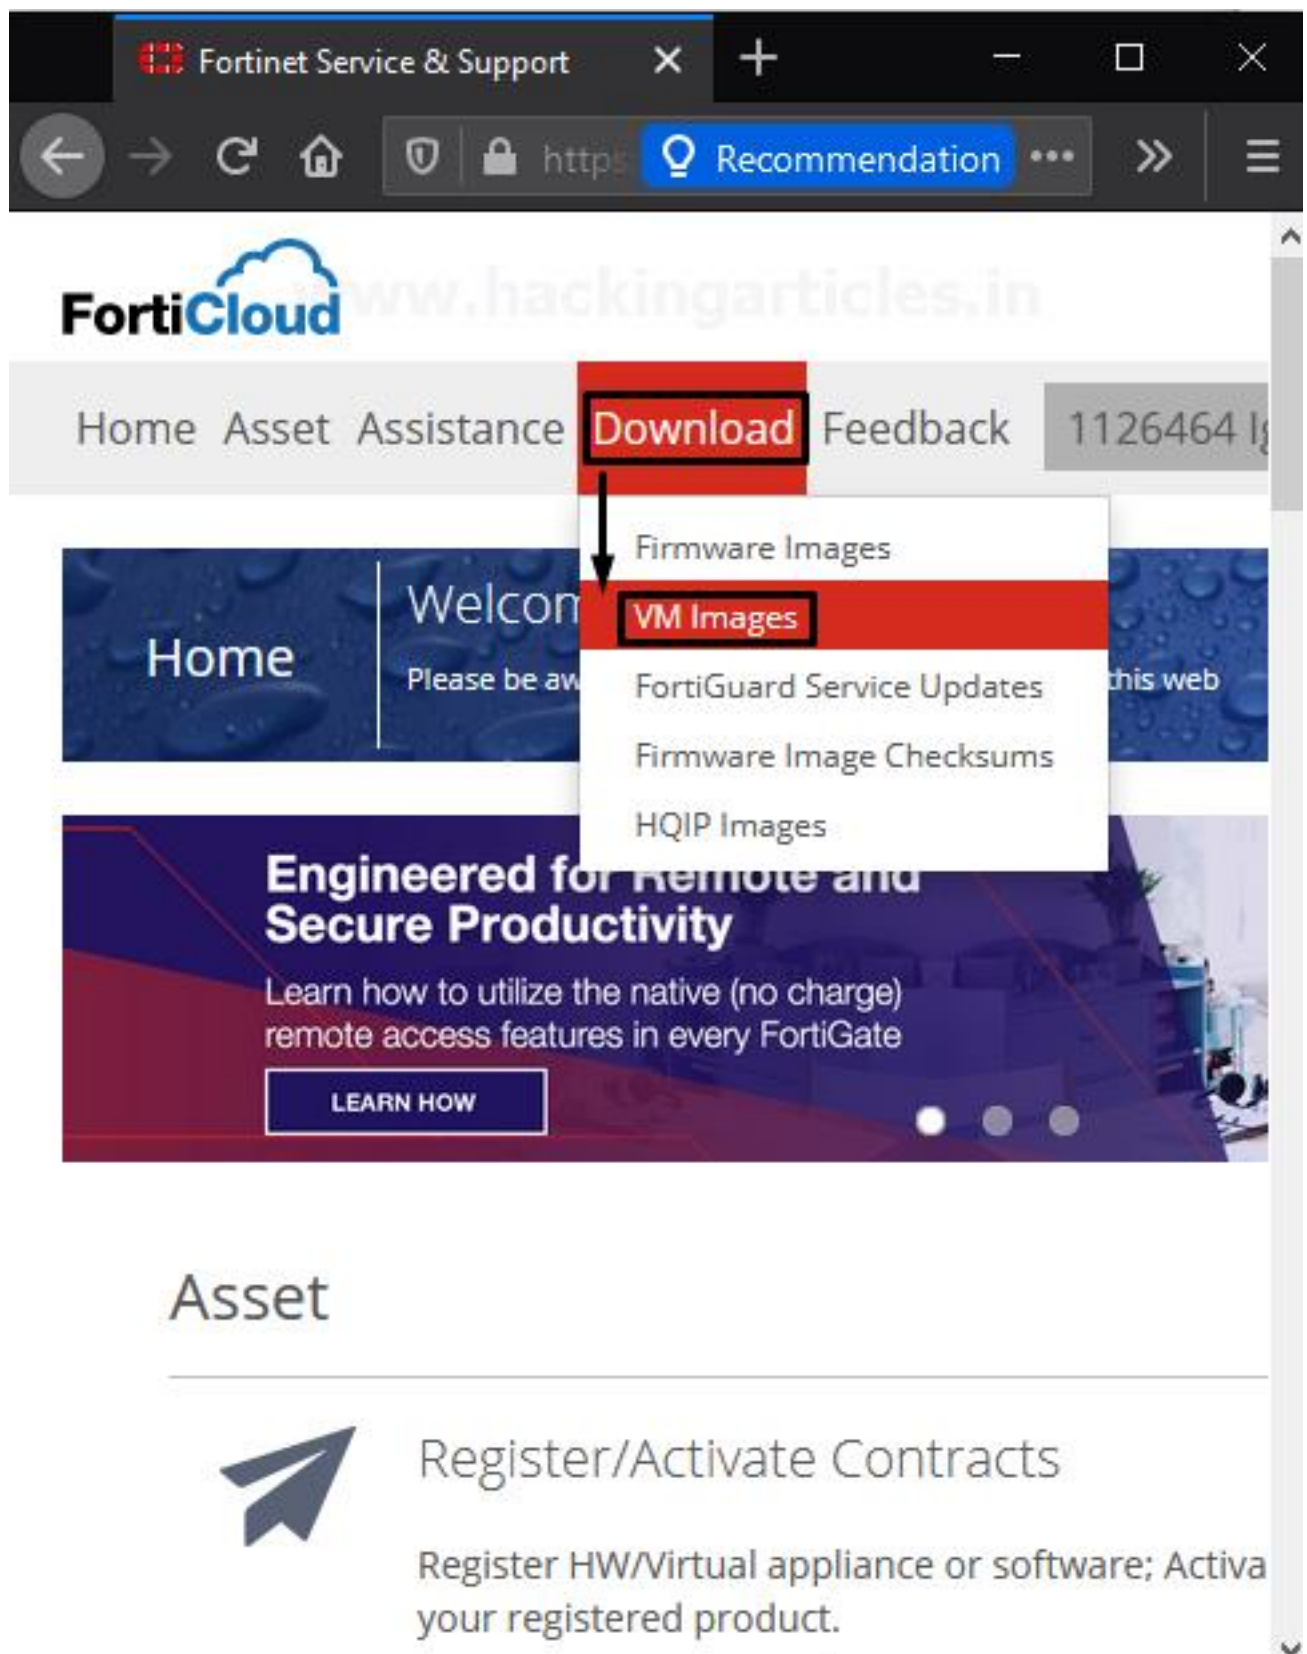 Fortinet Service & Support
https Recommendation
FortiCloud
www.hackingarticles.in
Home Asset Assistance Download Feedback 1126464
Firmware Images
VM Images
FortiGuard Service Updates
Firmware Image Checksums
HQIP Images
Home
Welcom
Please be aw this web
Engineered for Remote and
Secure Productivity
Learn how to utilize the native (no charge)
remote access features in every FortiGate
LEARN HOW
Asset
Register/Activate Contracts
Register HW/Virtual appliance or software; Activa
your registered product.